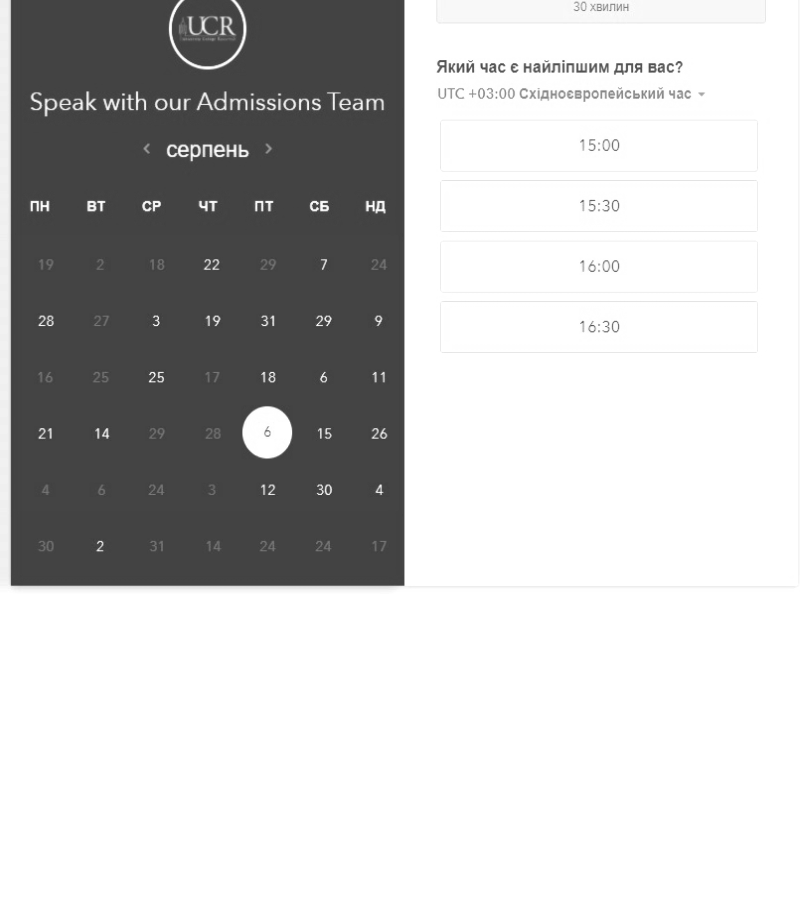 UCR
Speak with our Admissions Team
серпень
ПН ВТ СР ЧТ ПТ СБ НД
19 2 18 22 29 7 24
28 27 3 19 31 29 9
16 25 25 17 18 6 11
21 14 29 28 6 15 26
4 6 24 3 12 30 4
30 2 31 14 24 24 17
30 хвилин
Який час є найліпшим для вас?
UTC +03:00 Східноєвропейський час
15:00
15:30
16:00
16:30